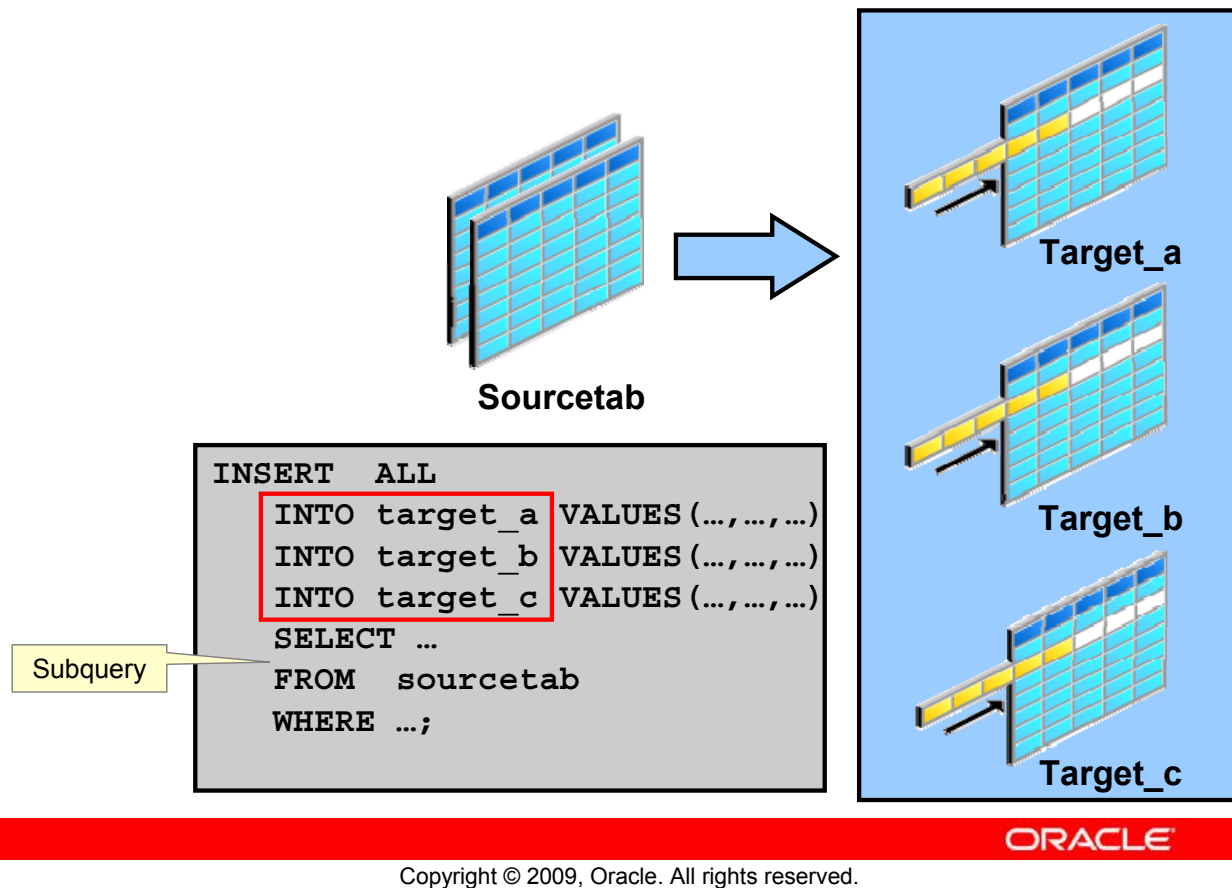 Target_a
Sourcetab
Target_b
INSERT ALL
INTO target_a VALUES(…,…,…)
INTO target_b VALUES(…,…,…)
INTO target_c VALUES(…,…,…)
SELECT …
FROM sourcetab
WHERE …;
Subquery
Target_c
ORACLE
Copyright © 2009, Oracle. All rights reserved.